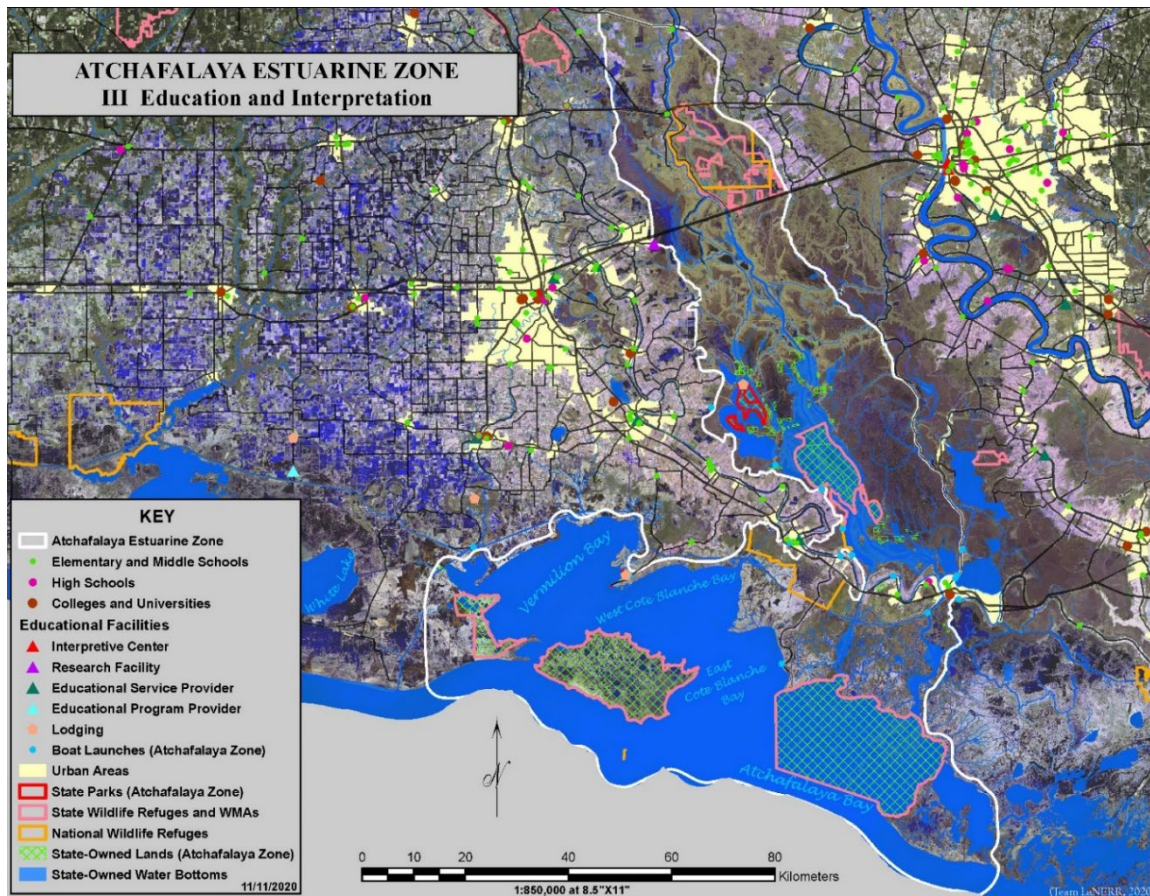 ATCHAFALAYA ESTUARINE ZONE
III Education and Interpretation
White Lake
Vermilion Bay
West Cote Blanche Bay
East
Cote Blanche
Bay
Atchafalaya Bay
KEY
Atchafalaya Estuarine Zone
Elementary and Middle Schools
High Schools
Colleges and Universities
Educational Facilities
Interpretive Center
Research Facility
Educational Service Provider
Educational Program Provider
Lodging
Boat Launches (Atchafalaya Zone)
Urban Areas
State Parks (Atchafalaya Zone)
State Wildlife Refuges and WMAs
National Wildlife Refuges
State-Owned Lands (Atchafalaya Zone)
State-Owned Water Bottoms
11/11/2020
N
0 10 20 40 60 80
Kilometers
1:850,000 at 8.5"X11"
(Team LaNERR, 2020)